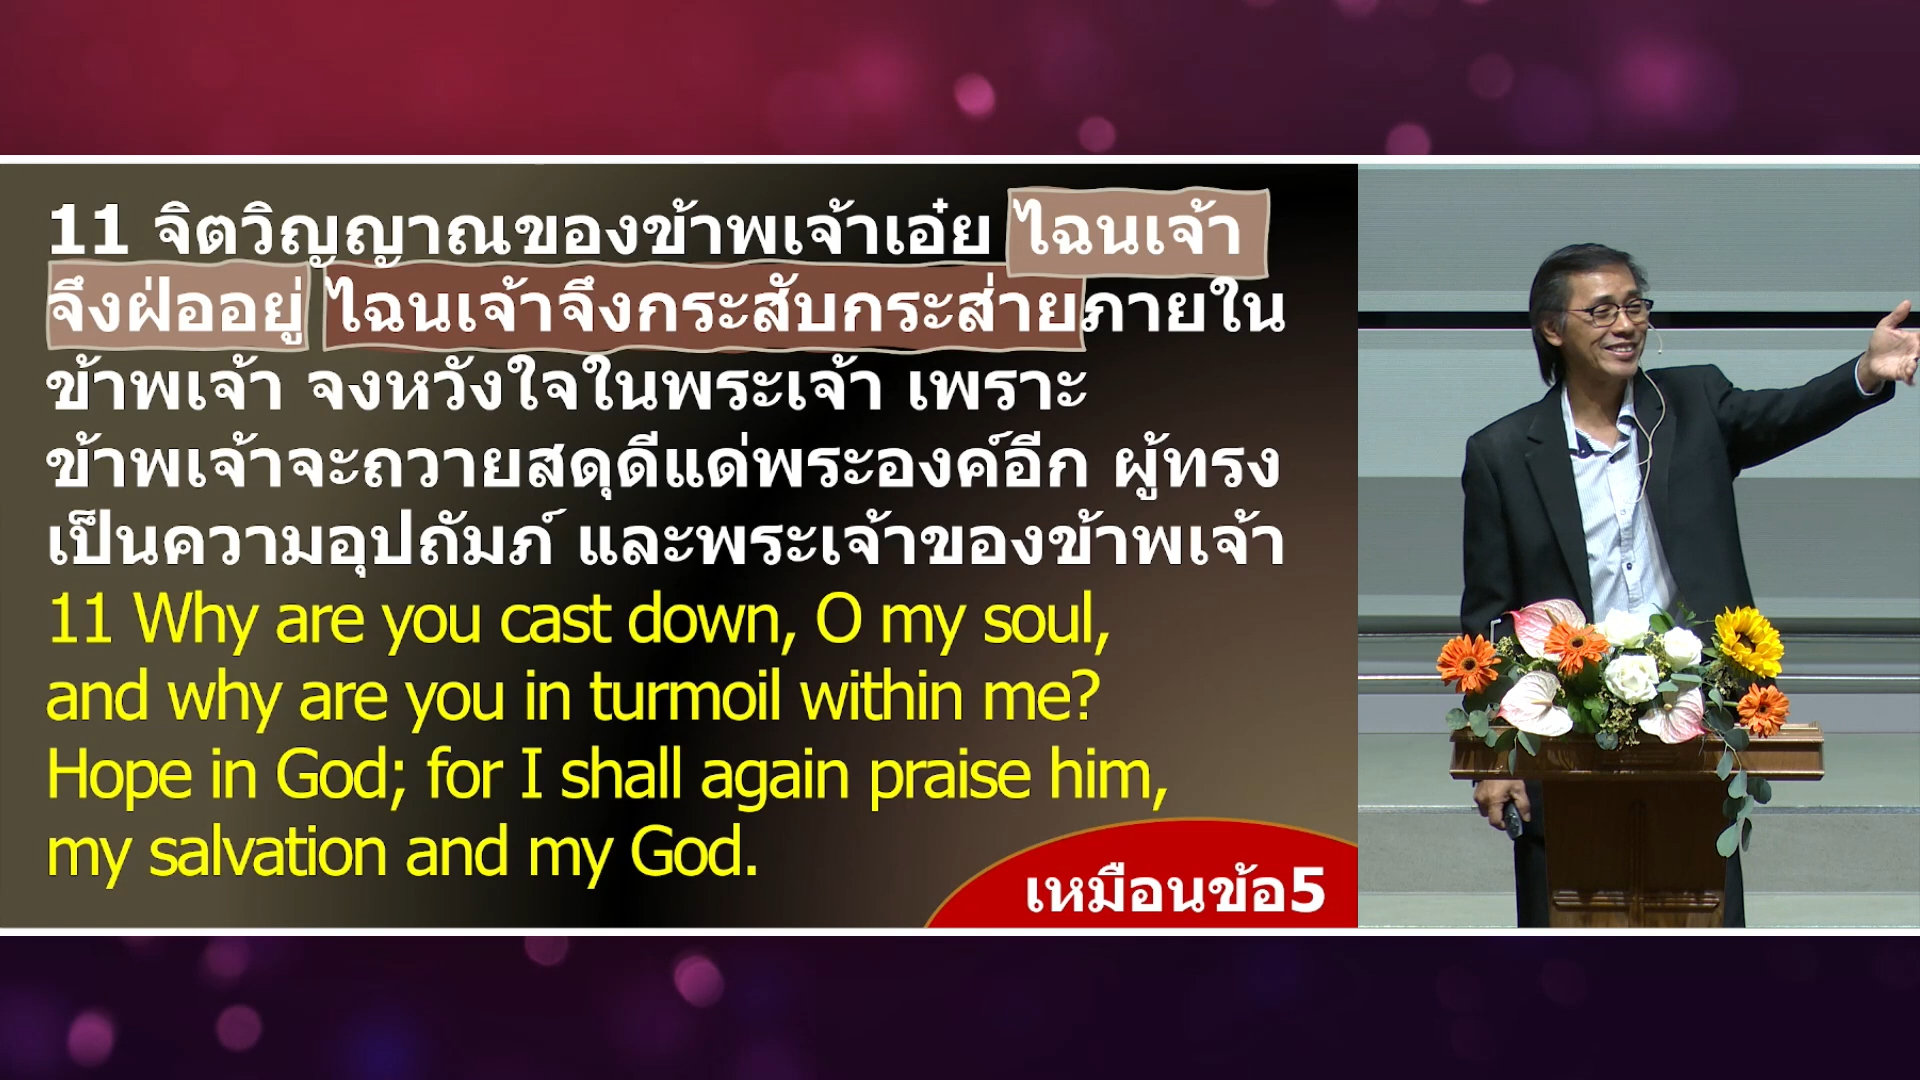 11 จิตวิญญาณของข้าพเจ้าเอ๋ย ไฉนเจ้า
จึงฝ่ออยู่ ไฉนเจ้าจึงกระสับกระส่ายภายใน
ข้าพเจ้า จงหวังใจในพระเจ้า เพราะ
ข้าพเจ้าจะถวายสดุดีแด่พระองค์อีก ผู้ทรง
เป็นความอุปถัมภ์ และพระเจ้าของข้าพเจ้า
11 Why are you cast down, O my soul,
and why are you in turmoil within me?
Hope in God; for I shall again praise him,
my salvation and my God.
เหมือนข้อ5